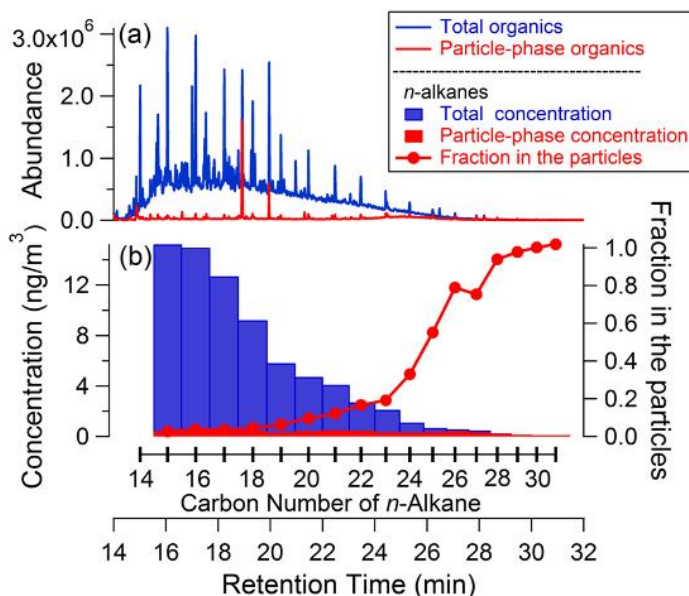 (a)
3.0x10⁶
2.0
1.0
0.0
Abundance
Total organics
Particle-phase organics
n-alkanes
Total concentration
Particle-phase concentration
Fraction in the particles
(b)
12
8
4
0
Concentration (ng/m³)
1.0
0.8
0.6
0.4
0.2
0.0
Fraction in the particles
14 16 18 20 22 24 26 28 30
Carbon Number of n-Alkane
14 16 18 20 22 24 26 28 30 32
Retention Time (min)